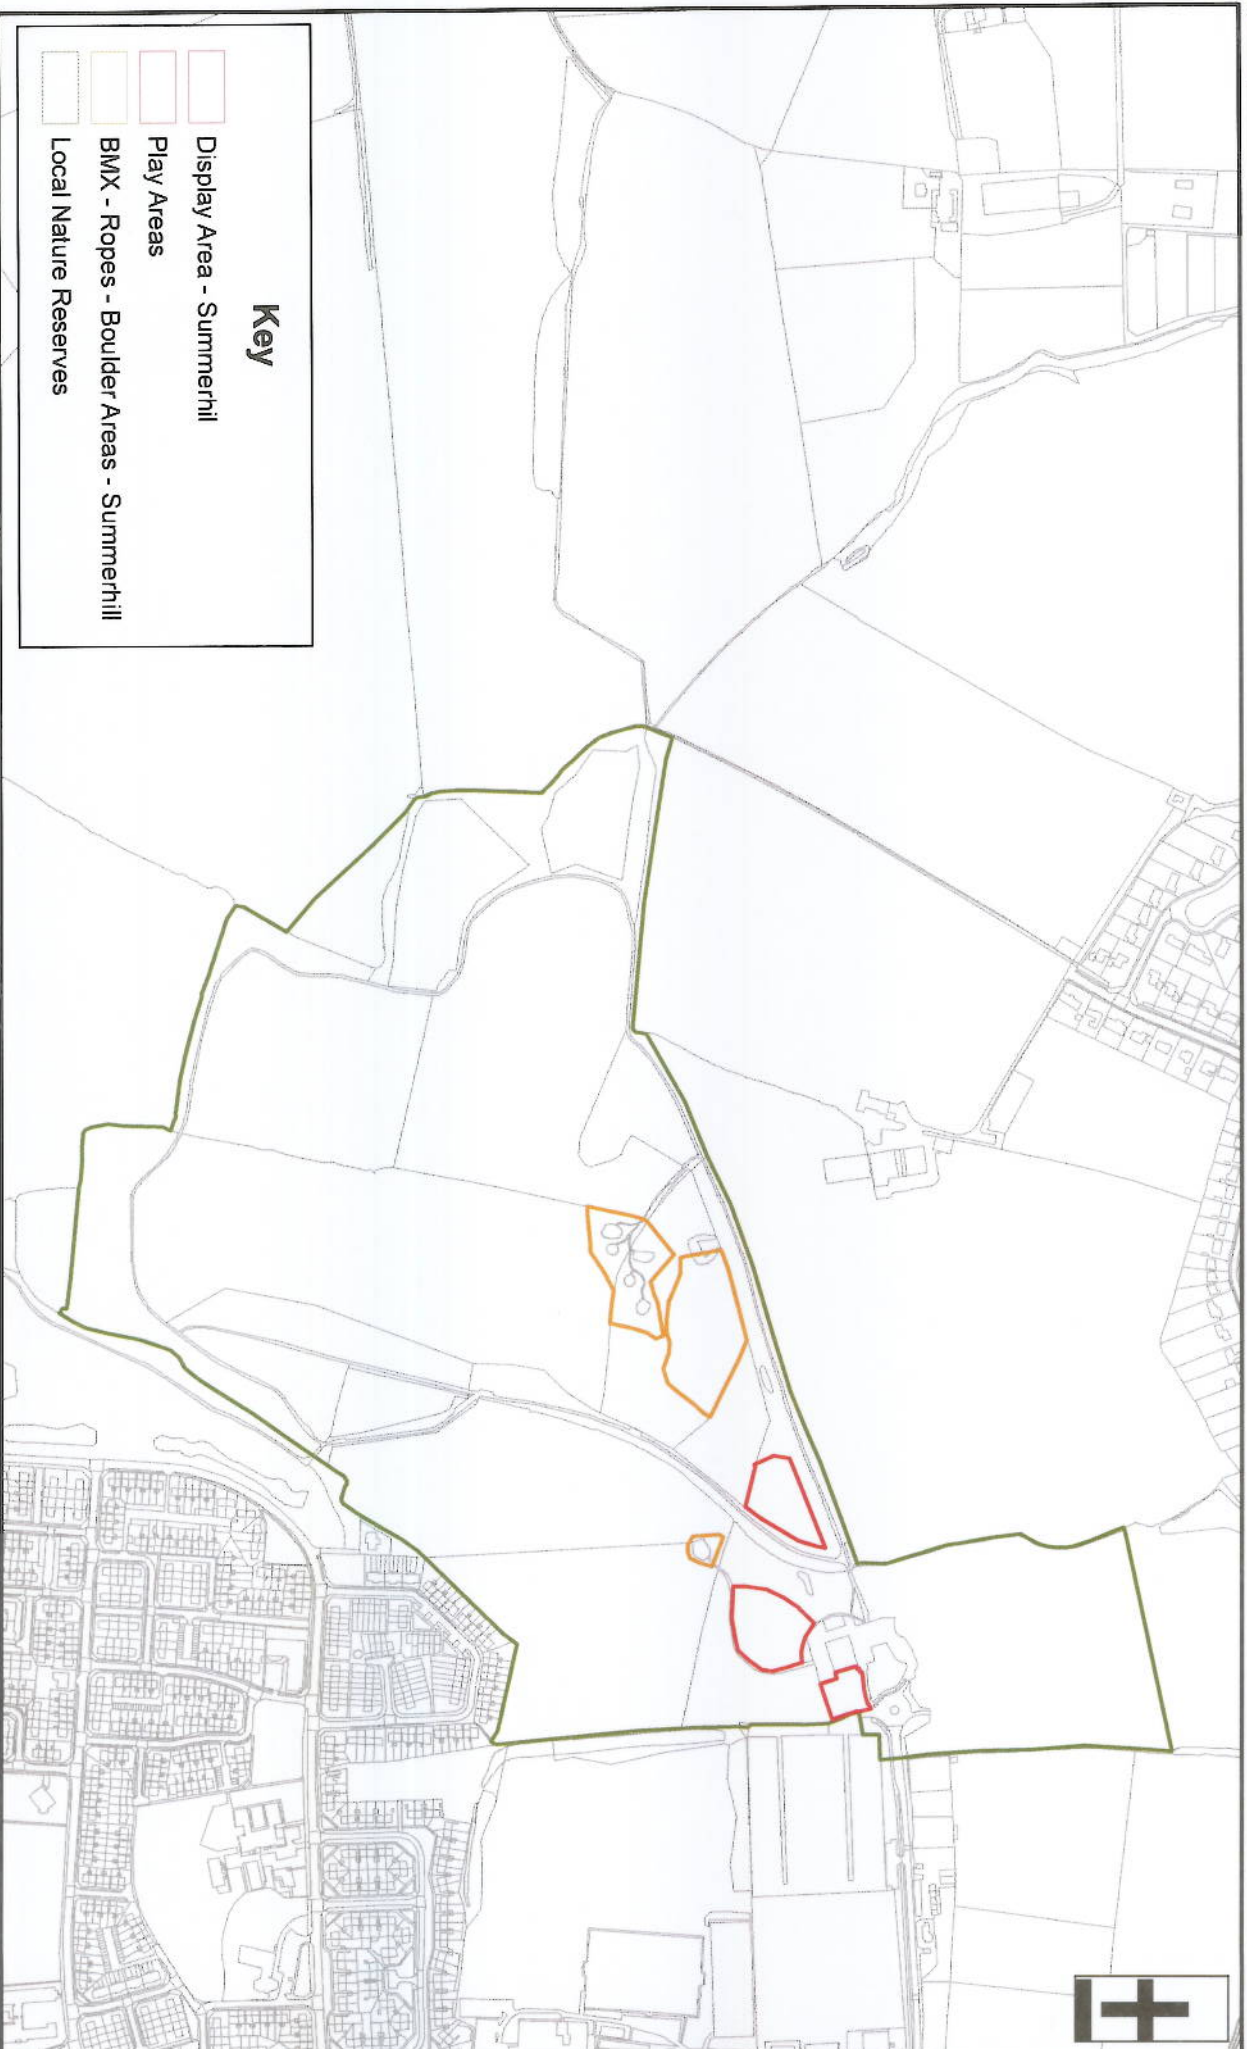 Key
Display Area - Summerhil
Play Areas
BMX - Ropes - Boulder Areas - Summerhill
Local Nature Reserves